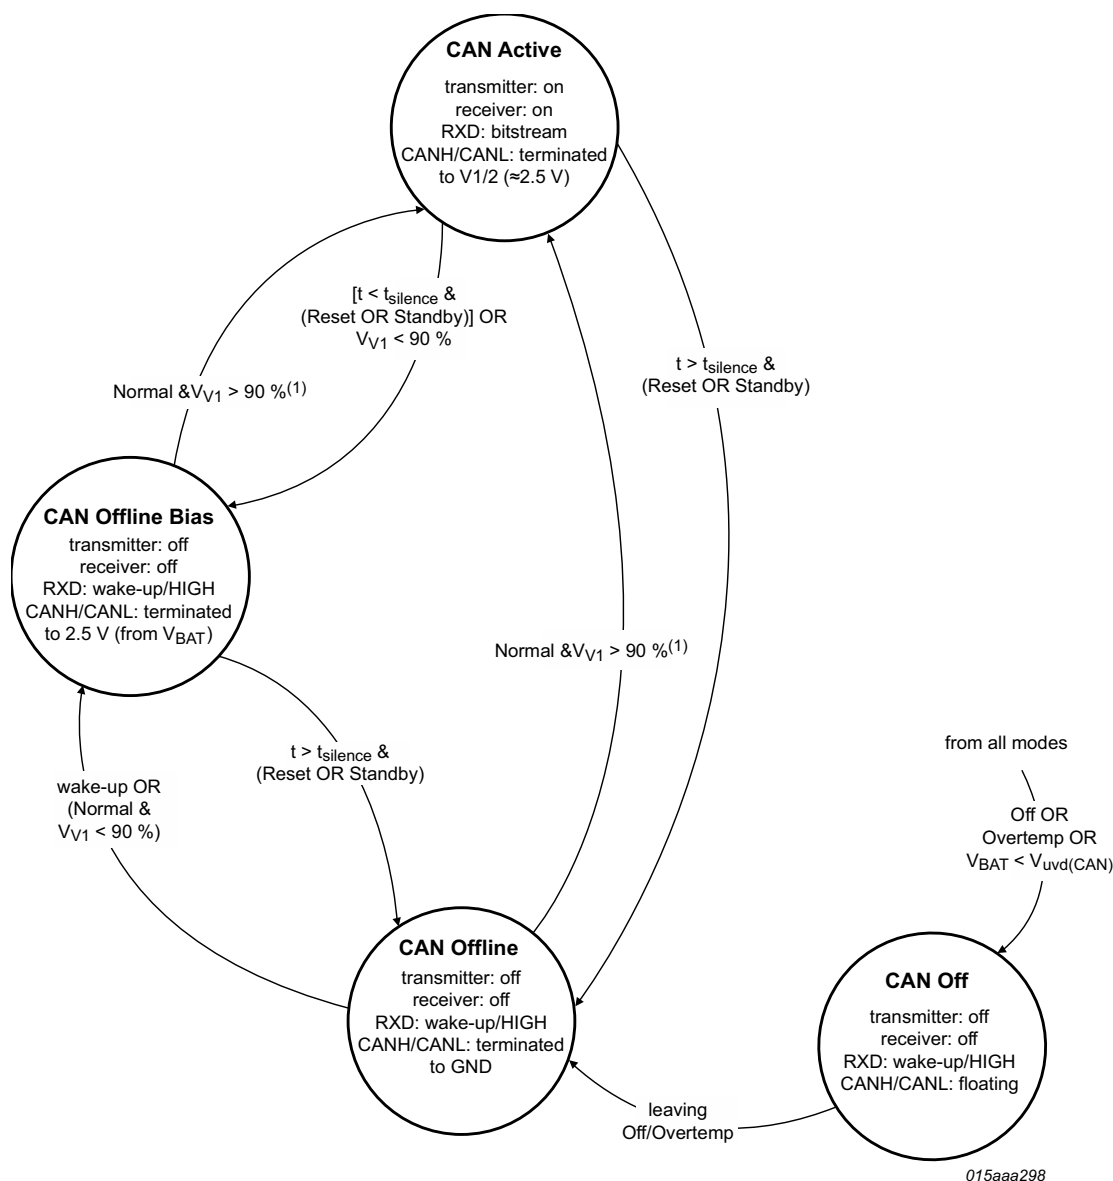 CAN Active
transmitter: on
receiver: on
RXD: bitstream
CANH/CANL: terminated
to V1/2 (≈2.5 V)
[t < tsilence &
(Reset OR Standby)] OR
VV1 < 90 %
t > tsilence &
(Reset OR Standby)
Normal &VV1 > 90 %(1)
CAN Offline Bias
transmitter: off
receiver: off
RXD: wake-up/HIGH
CANH/CANL: terminated
to 2.5 V (from VBAT)
Normal &VV1 > 90 %(1)
t > tsilence &
(Reset OR Standby)
wake-up OR
(Normal &
VV1 < 90 %)
from all modes
Off OR
Overtemp OR
VBAT < Vuvd(CAN)
CAN Offline
transmitter: off
receiver: off
RXD: wake-up/HIGH
CANH/CANL: terminated
to GND
CAN Off
transmitter: off
receiver: off
RXD: wake-up/HIGH
CANH/CANL: floating
leaving
Off/Overtemp
015aaa298